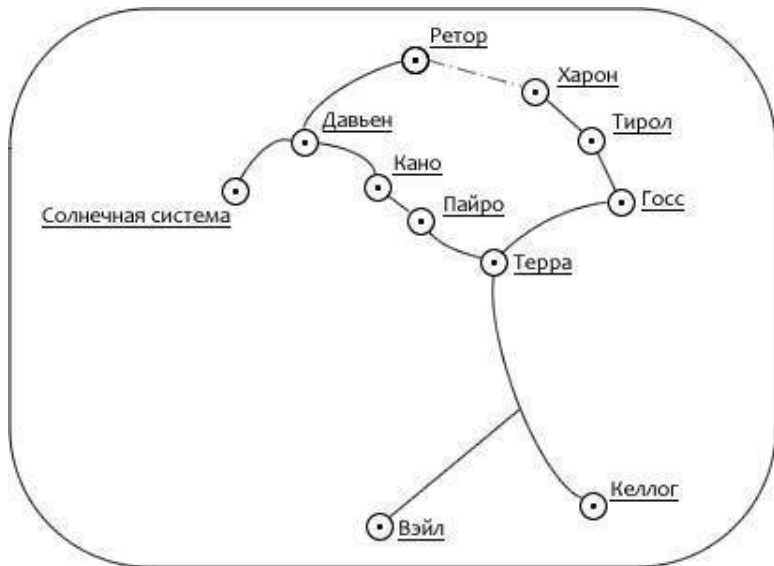 Ретор
Харон
Давьен
Тирол
Кано
Солнечная система
Пайро
Госс
Терра
Келлог
Вэйл